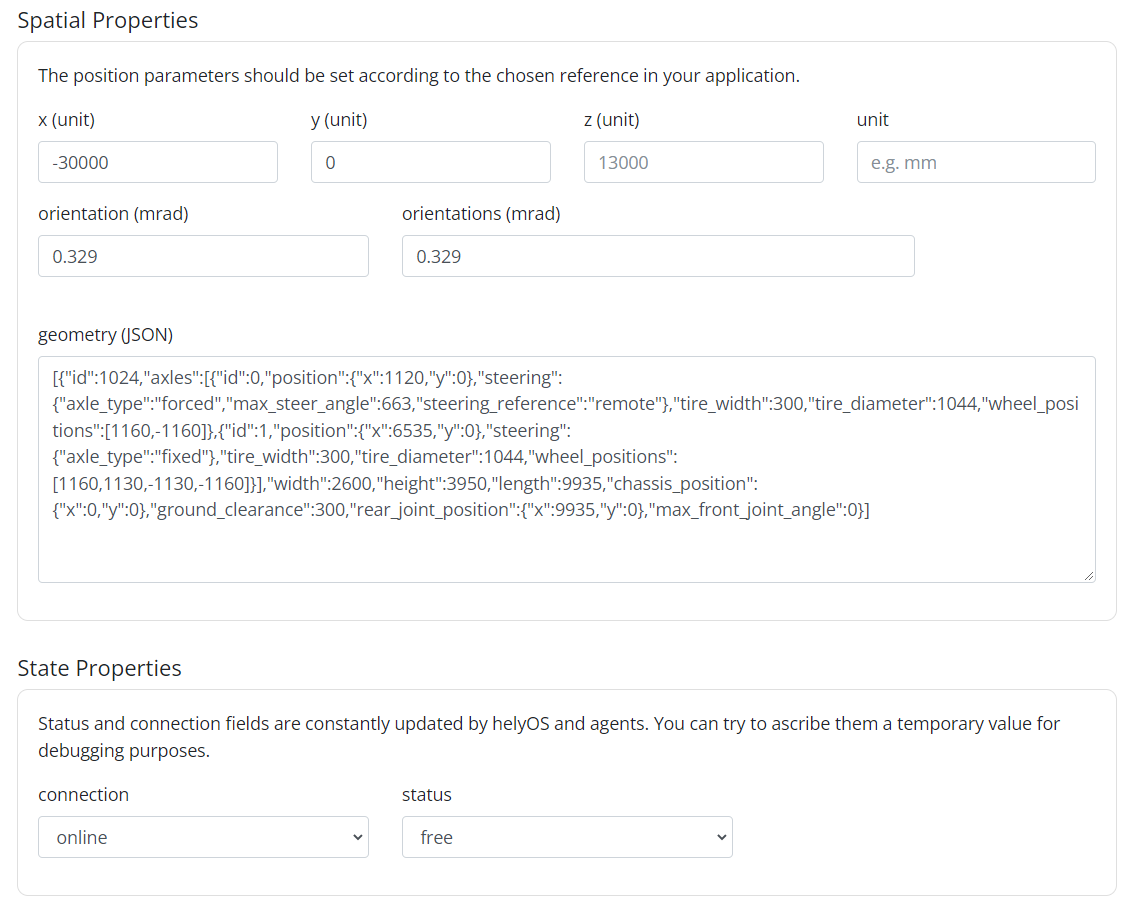 Spatial Properties
The position parameters should be set according to the chosen reference in your application.
x (unit) y (unit) z (unit) unit
-30000 0 13000 e.g. mm
orientation (mrad) orientations (mrad)
0.329 0.329
geometry (JSON)
[{"id":1024,"axles":[{"id":0,"position":{"x":1120,"y":0},"steering":
{"axle_type":"forced","max_steer_angle":663,"steering_reference":"remote"},"tire_width":300,"tire_diameter":1044,"wheel_posi
tions":[1160,-1160]},{"id":1,"position":{"x":6535,"y":0},"steering":
{"axle_type":"fixed"},"tire_width":300,"tire_diameter":1044,"wheel_positions":
[1160,1130,-1130,-1160]}],"width":2600,"height":3950,"length":9935,"chassis_position":
{"x":0,"y":0},"ground_clearance":300,"rear_joint_position":{"x":9935,"y":0},"max_front_joint_angle":0}]
State Properties
Status and connection fields are constantly updated by helyOS and agents. You can try to ascribe them a temporary value for
debugging purposes.
connection status
online free